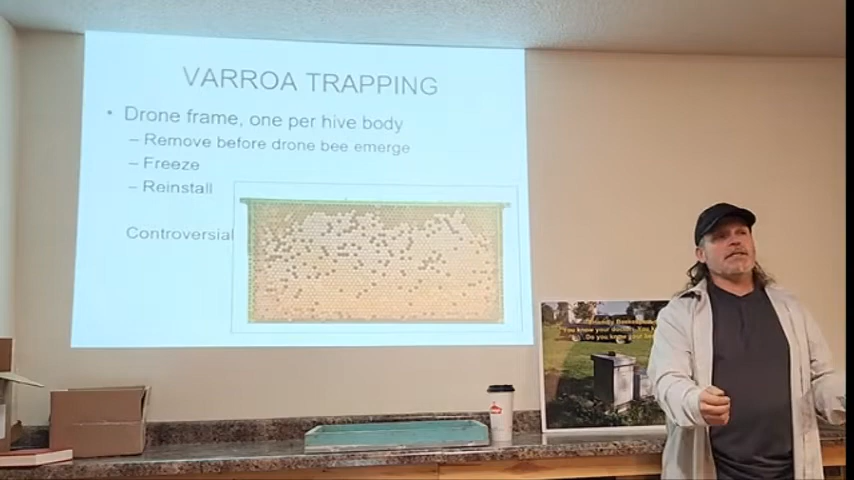 VARROA TRAPPING
• Drone frame, one per hive body
– Remove before drone bee emerge
– Freeze
– Reinstall
Controversial